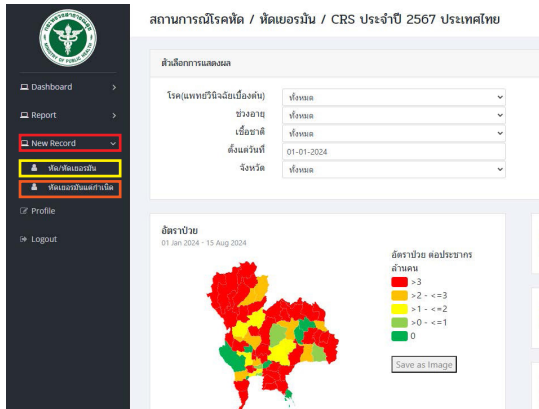 สถานการณ์โรคหัด / หัดเยอรมัน / CRS ประจำปี 2567 ประเทศไทย
MINISTRY OF PUBLIC HEALTH
Dashboard
Report
New Record
หัด/หัดเยอรมัน
หัดเยอรมันแต่กำเนิด
Profile
Logout
ตัวเลือกการแสดงผล
โรค(แพทย์วินิจฉัยเบื้องต้น) ทั้งหมด
ช่วงอายุ ทั้งหมด
เชื้อชาติ ทั้งหมด
ตั้งแต่วันที่ 01-01-2024
จังหวัด ทั้งหมด
อัตราป่วย
01 Jan 2024 - 15 Aug 2024
อัตราป่วย ต่อประชากร
ล้านคน
>3
>2 - <=3
>1 - <=2
>0 - <=1
0
Save as Image